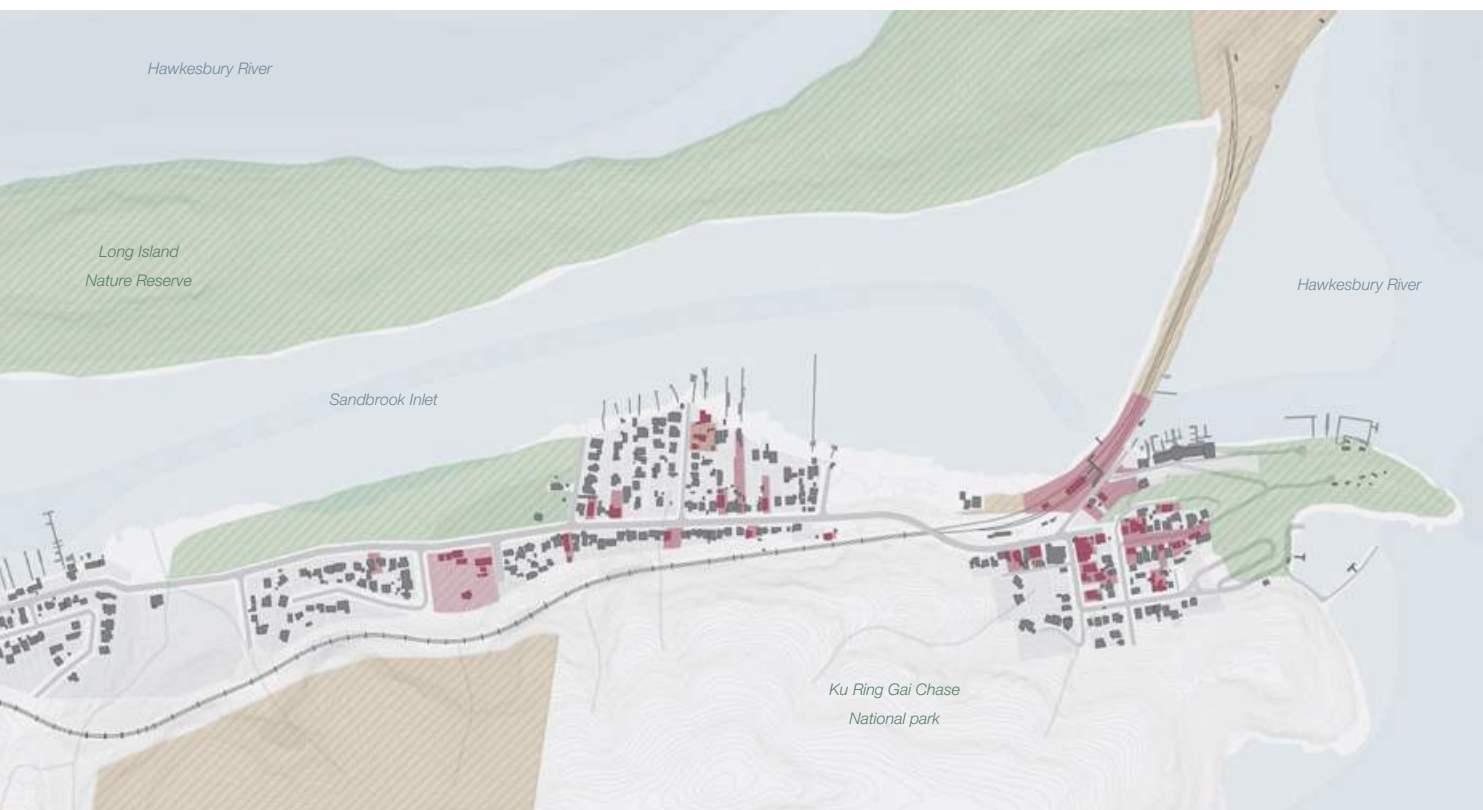 Hawkesbury River
Long Island
Nature Reserve
Hawkesbury River
Sandbrook Inlet
Ku Ring Gai Chase
National park